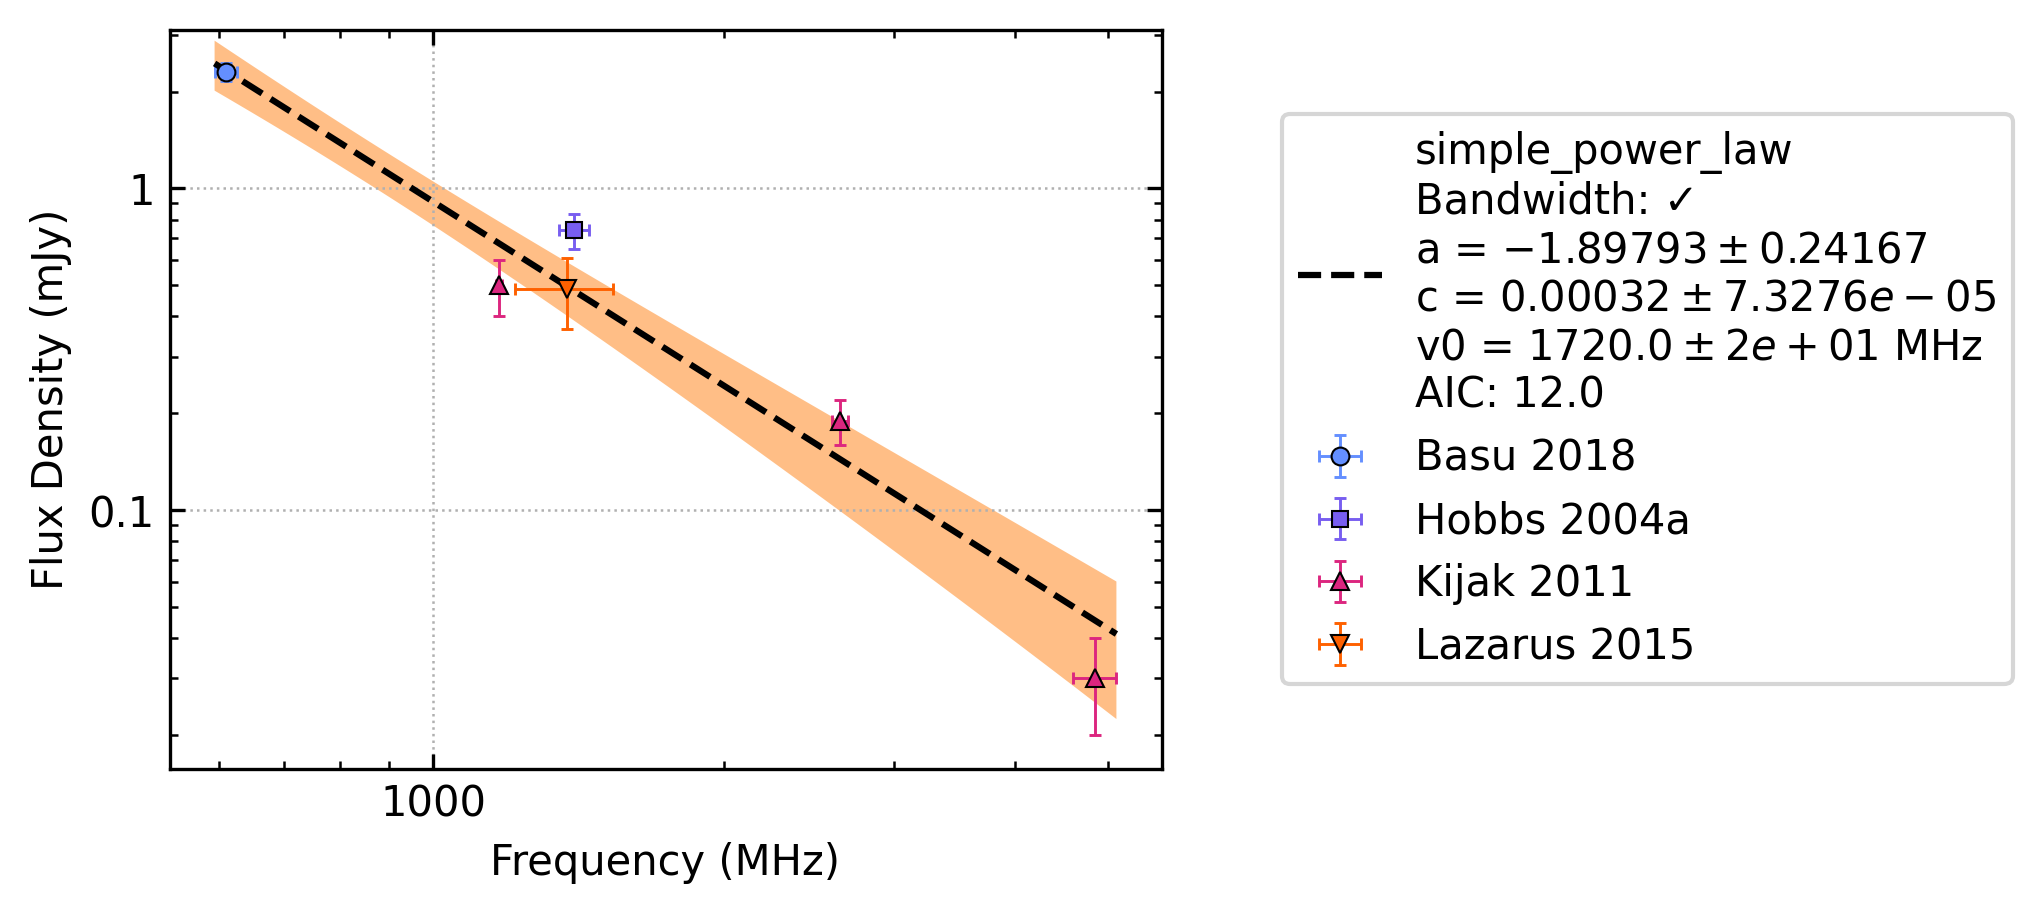 1
0.1
Flux Density (mJy)
1000
Frequency (MHz)
simple_power_law
Bandwidth: ✓
a = −1.89793 ± 0.24167
c = 0.00032 ± 7.3276e − 05
v0 = 1720.0 ± 2e + 01 MHz
AIC: 12.0
Basu 2018
Hobbs 2004a
Kijak 2011
Lazarus 2015